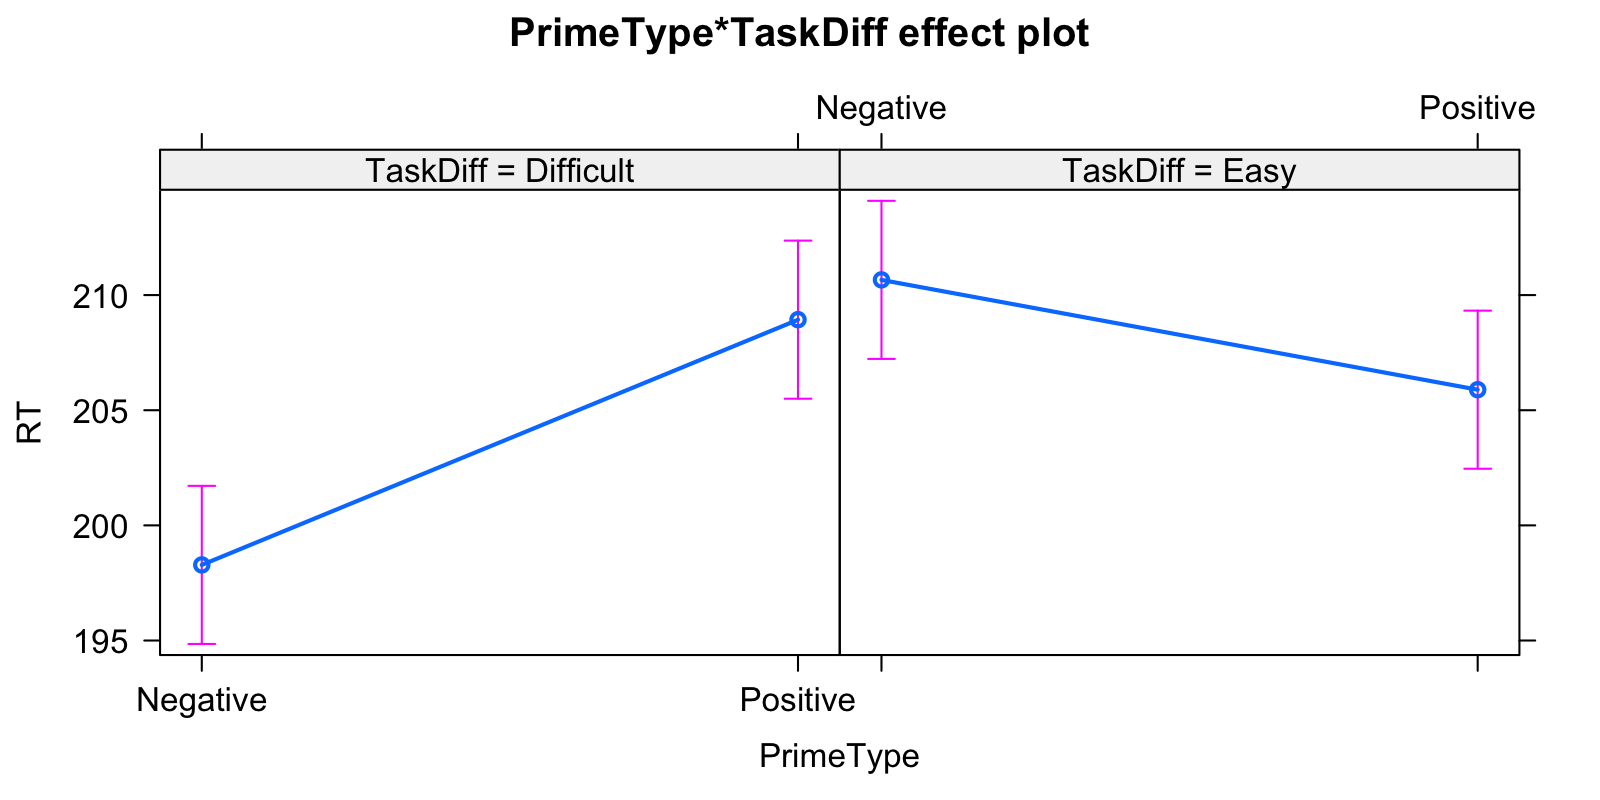 PrimeType*TaskDiff effect plot
Negative Positive
TaskDiff = Difficult TaskDiff = Easy
210
205
200
195
RT
Negative Positive
PrimeType